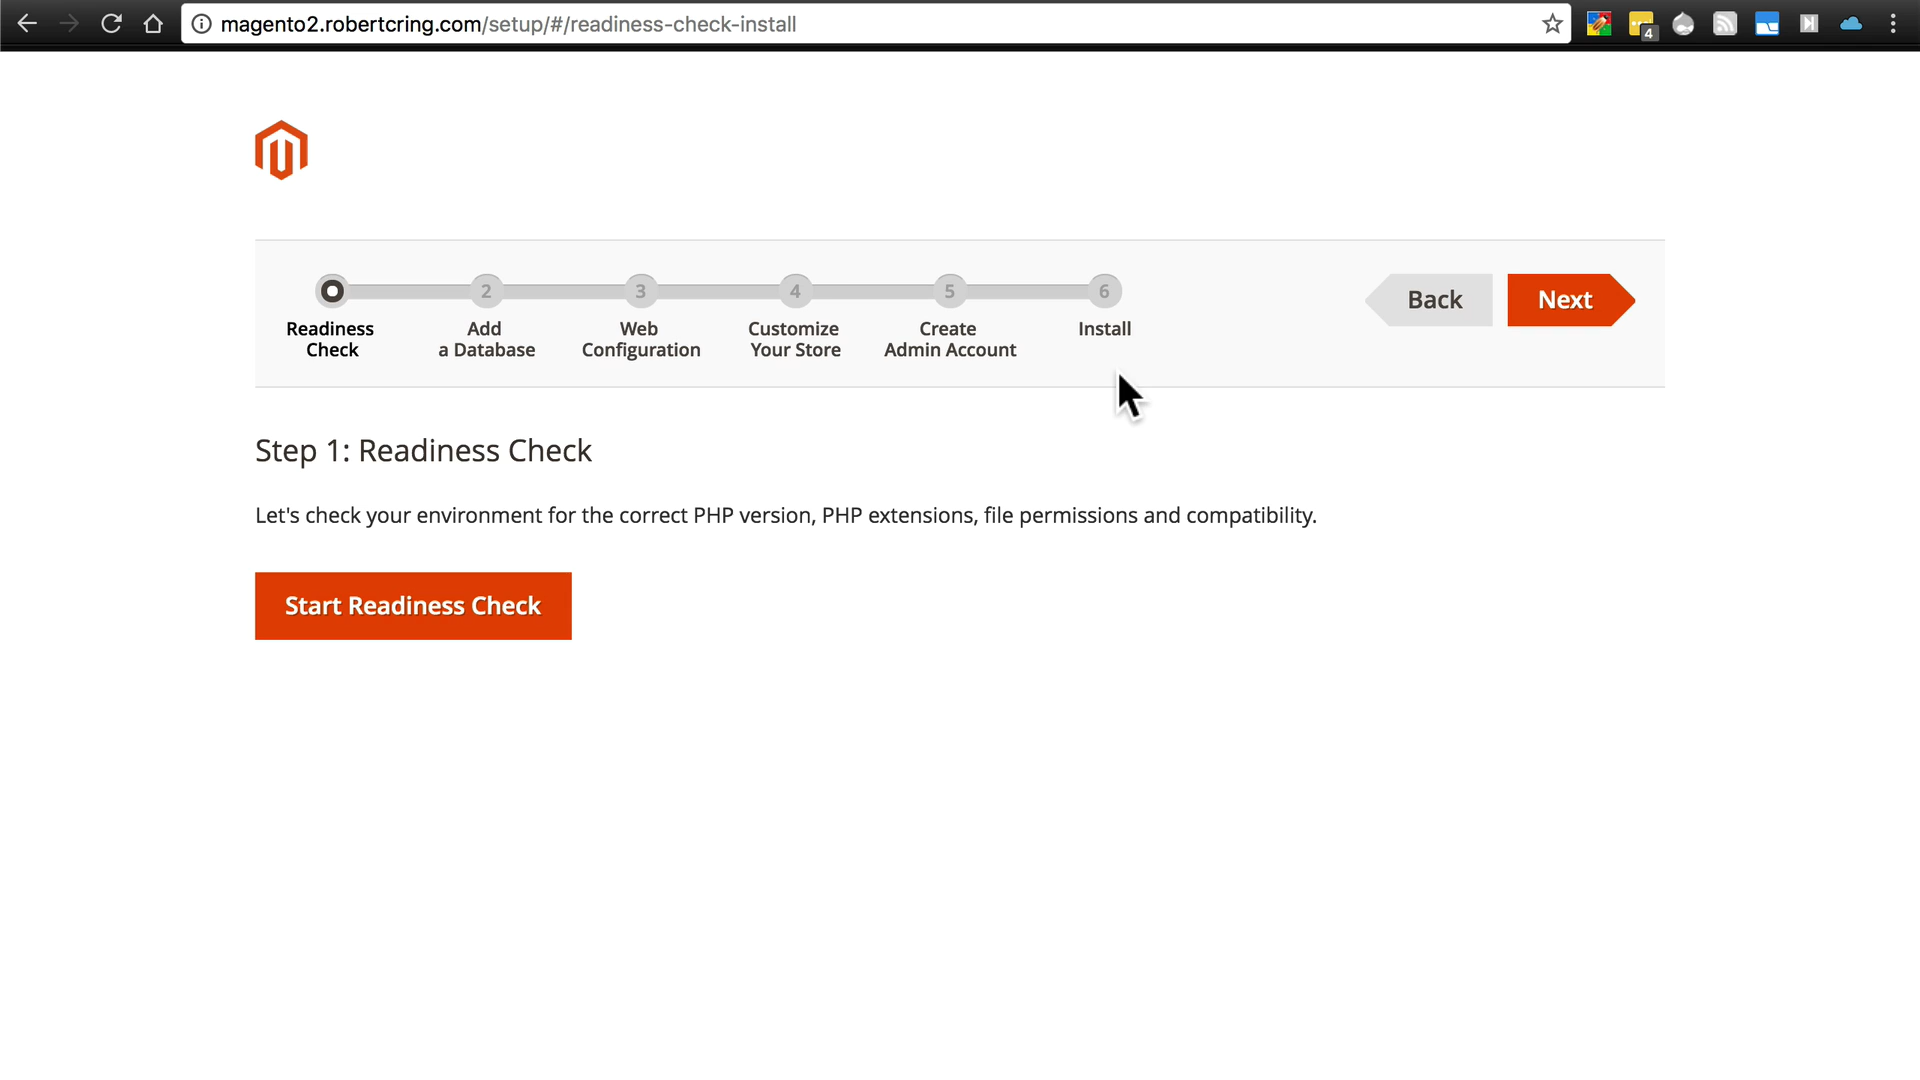 magento2.robertcring.com/setup/#/readiness-check-install
4
2
3
4
5
6
Readiness
Check
Add
a Database
Web
Configuration
Customize
Your Store
Create
Admin Account
Install
Back
Next
Step 1: Readiness Check
Let's check your environment for the correct PHP version, PHP extensions, file permissions and compatibility.
Start Readiness Check